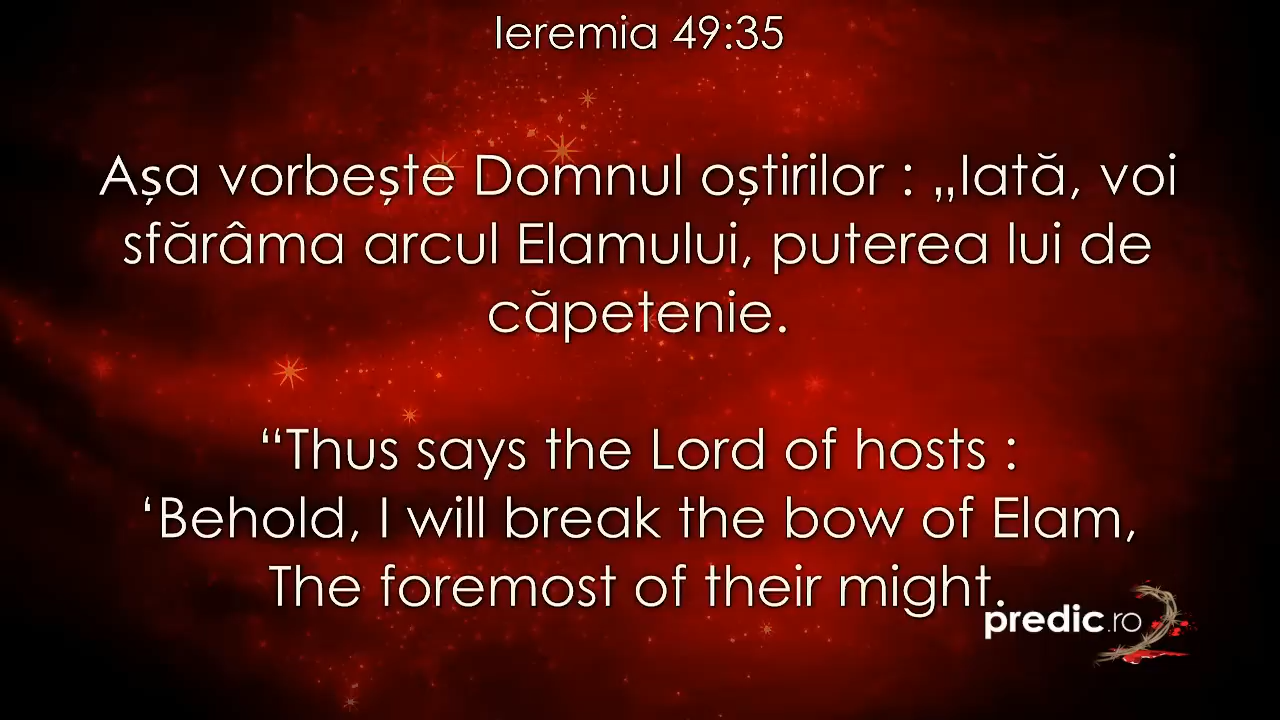 Ieremia 49:35
Așa vorbește Domnul oștirilor : „Iată, voi
sfărâma arcul Elamului, puterea lui de
căpetenie.
“Thus says the Lord of hosts :
‘Behold, I will break the bow of Elam,
The foremost of their might.
predic.ro